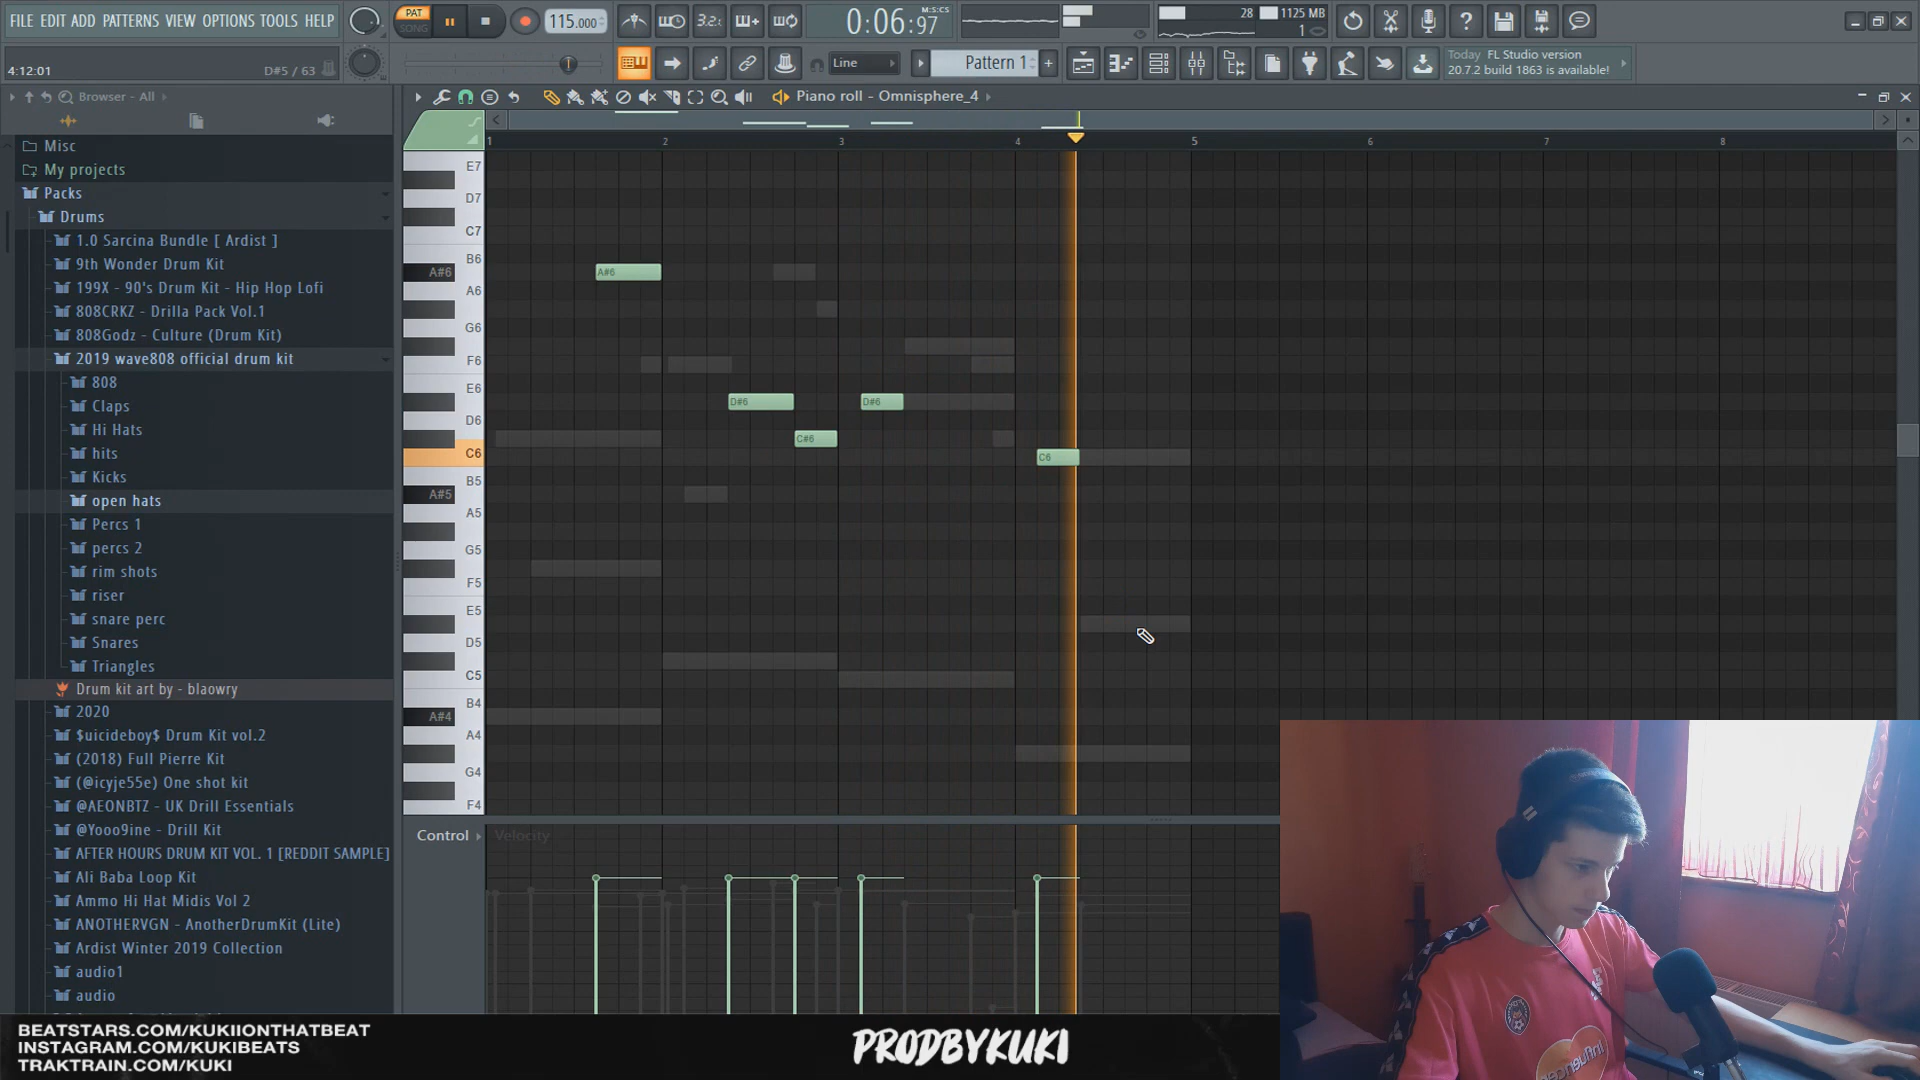 FILE EDIT ADD PATTERNS VIEW OPTIONS TOOLS HELP
4:12:01
D#5 / 63
PAT
SONG
115.000
3.2:
0:06:97
M:S:CS
28
1125 MB
1
Line
Pattern 1
Today FL Studio version
20.7.2 build 1863 is available!
Browser - All
Piano roll - Omnisphere_4
Misc
My projects
Packs
Drums
1.0 Sarcina Bundle [ Ardist ]
9th Wonder Drum Kit
199X - 90's Drum Kit - Hip Hop Lofi
808CRKZ - Drilla Pack Vol.1
808Godz - Culture (Drum Kit)
2019 wave808 official drum kit
808
Claps
Hi Hats
hits
Kicks
open hats
Percs 1
percs 2
rim shots
riser
snare perc
Snares
Triangles
Drum kit art by - blaowry
2020
$uicideboy$ Drum Kit vol.2
(2018) Full Pierre Kit
(@icyje55e) One shot kit
@AEONBTZ - UK Drill Essentials
@Yooo9ine - Drill Kit
AFTER HOURS DRUM KIT VOL. 1 [REDDIT SAMPLE]
Ali Baba Loop Kit
Ammo Hi Hat Midis Vol 2
ANOTHERVGN - AnotherDrumKit (Lite)
Ardist Winter 2019 Collection
audio1
audio
1 2 3 4 5 6 7 8
E7
D7
C7
B6
A#6
A6
G6
F6
E6
D6
C6
B5
A#5
A5
G5
F5
E5
D5
C5
B4
A#4
A4
G4
F4
A#6
D#6
D#6
C#6
C6
Control
Velocity
BEATSTARS.COM/KUKIIONTHATBEAT
INSTAGRAM.COM/KUKIBEATS
TRAKTRAIN.COM/KUKI
PRODBYKUKI